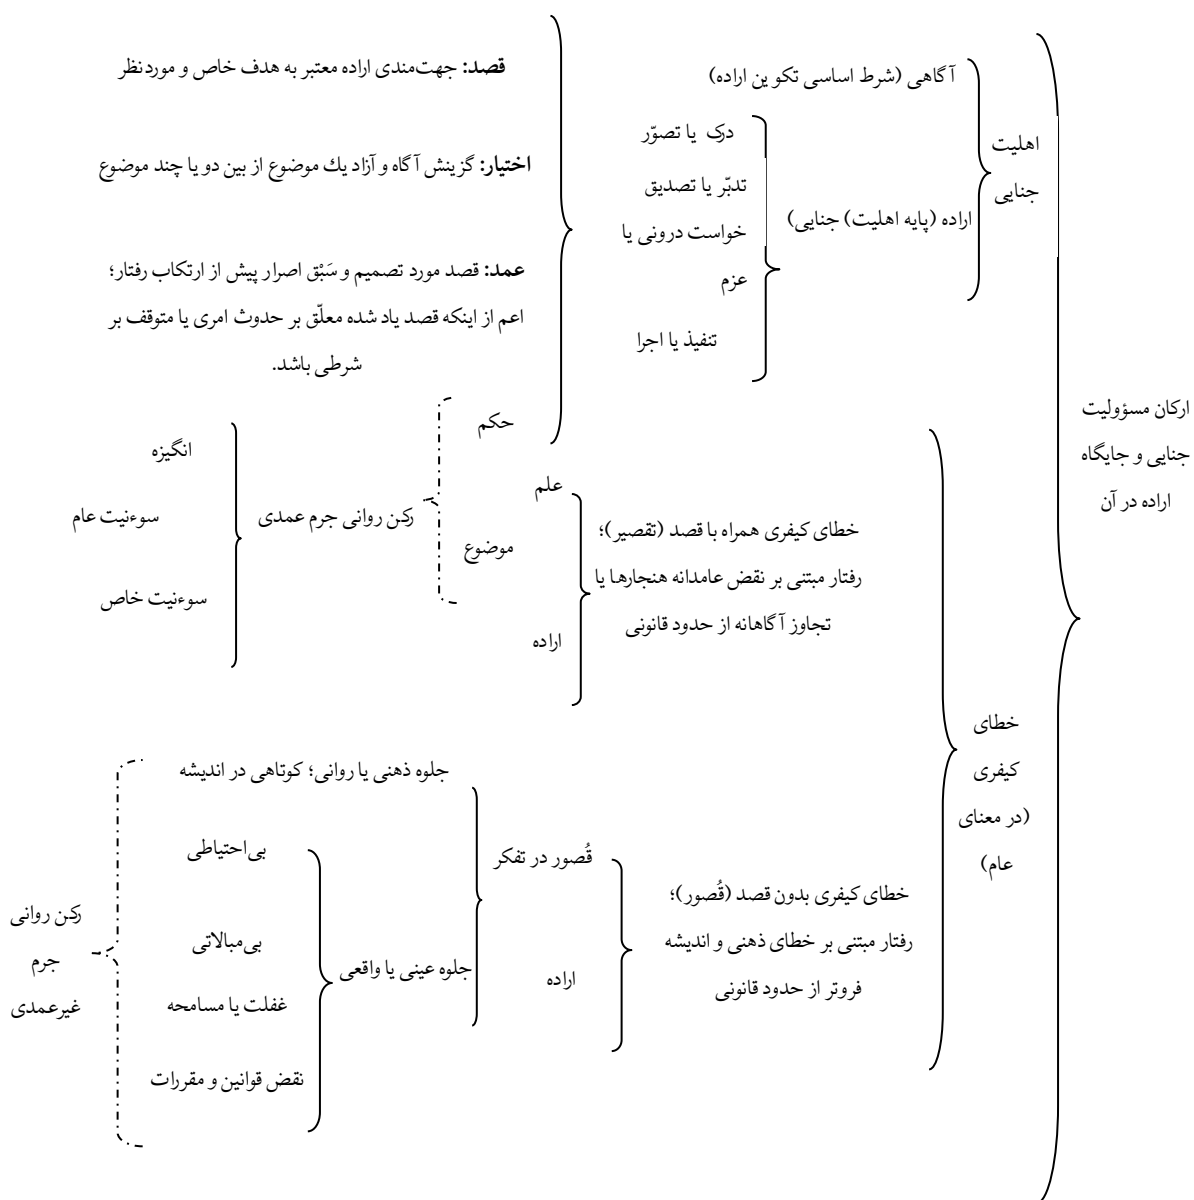 ارکان مسؤولیت
جنایی و جایگاه
اراده در آن
اهلیت
جنایی
آگاهی (شرط اساسی تکوین اراده)
اراده (پایه اهلیت) جنایی)
درک یا تصوّر
تدبّر یا تصدیق
خواست درونی یا
عزم
تنفیذ یا اجرا
قصد: جهت‌مندی اراده معتبر به هدف خاص و موردنظر
اختیار: گزینش آگاه و آزاد یك موضوع از بین دو یا چند موضوع
عمد: قصد مورد تصمیم و سَبْق اصرار پیش از ارتکاب رفتار؛
اعم از اینکه قصد یاد شده معلّق بر حدوث امری یا متوقف بر
شرطی باشد.
خطای
کیفری
(در معنای
عام)
خطای کیفری همراه با قصد (تقصیر)؛
رفتار مبتنی بر نقض عامدانه هنجارها یا
تجاوز آگاهانه از حدود قانونی
علم
اراده
حکم
موضوع
رکن روانی جرم عمدی
انگیزه
سوءنیت عام
سوءنیت خاص
خطای کیفری بدون قصد (قُصور)؛
رفتار مبتنی بر خطای ذهنی و اندیشه
فروتر از حدود قانونی
قُصور در تفکر
اراده
جلوه ذهنی یا روانی؛ کوتاهی در اندیشه
جلوه عینی یا واقعی
بی‌احتیاطی
بی‌مبالاتی
غفلت یا مسامحه
نقض قوانین و مقررات
رکن روانی
جرم
غیرعمدی